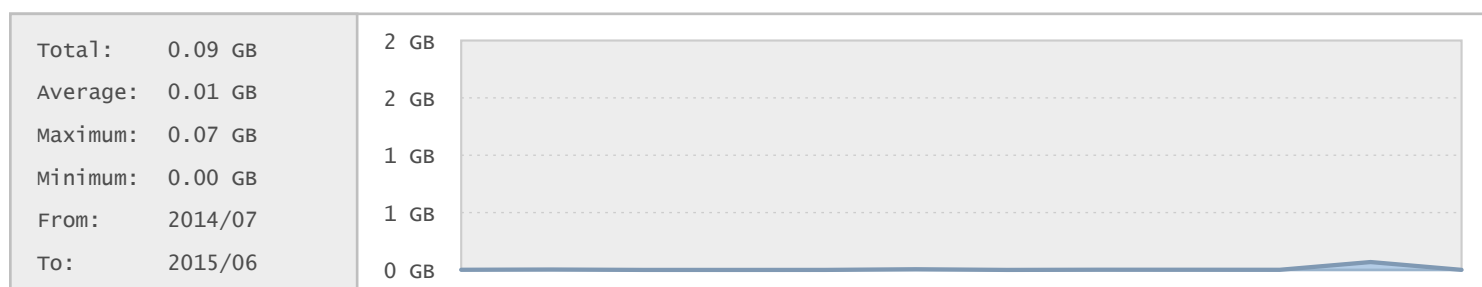 Total: 0.09 GB
Average: 0.01 GB
Maximum: 0.07 GB
Minimum: 0.00 GB
From: 2014/07
To: 2015/06
2 GB
2 GB
1 GB
1 GB
0 GB